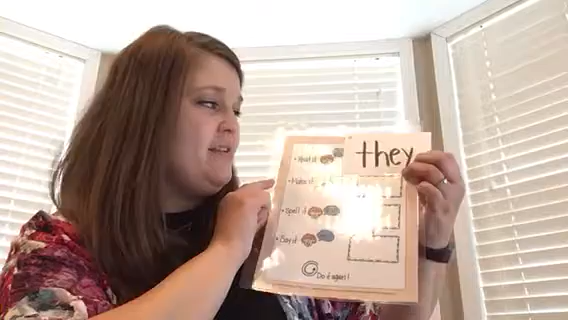 they
• Read it
• Make it
• Spell it
• Say it
Do it again!